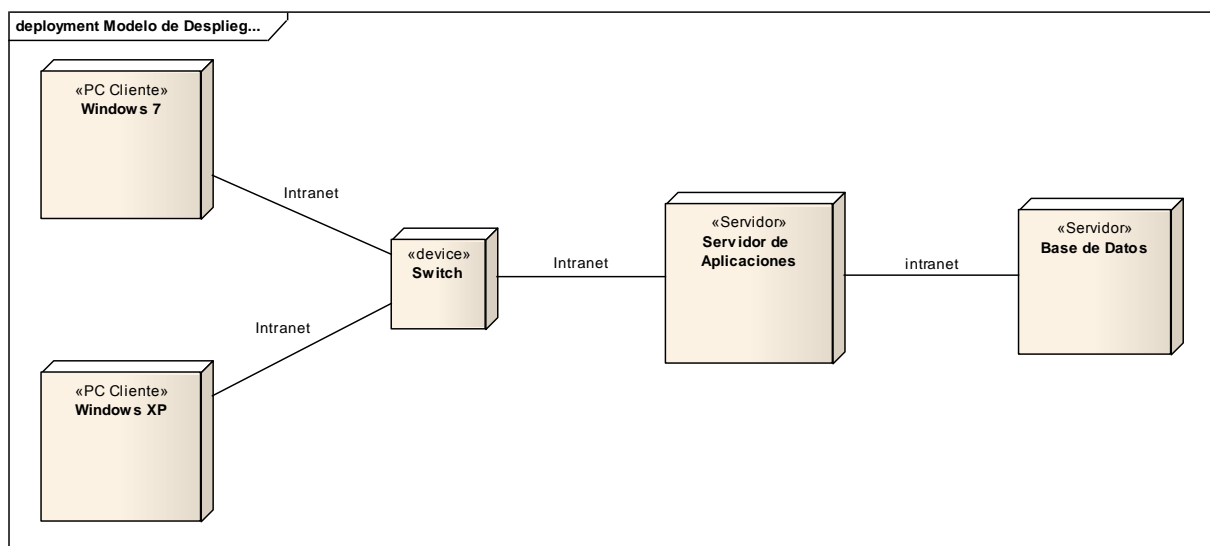 deployment Modelo de Desplieg...
«PC Cliente»
Windows 7
Intranet
«device»
Switch
Intranet
«Servidor»
Servidor de
Aplicaciones
intranet
«Servidor»
Base de Datos
Intranet
«PC Cliente»
Windows XP